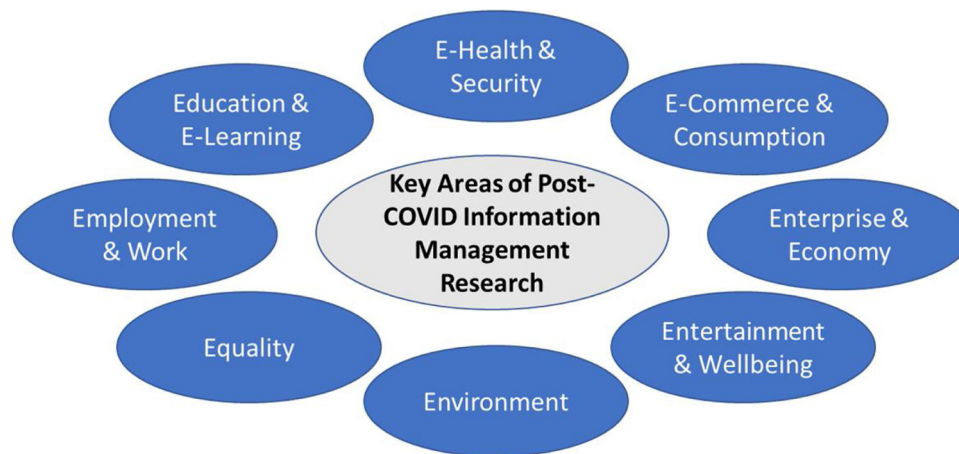 E-Health &
Security
Education &
E-Learning
E-Commerce &
Consumption
Key Areas of Post-
COVID Information
Management
Research
Employment
& Work
Enterprise &
Economy
Equality
Entertainment
& Wellbeing
Environment